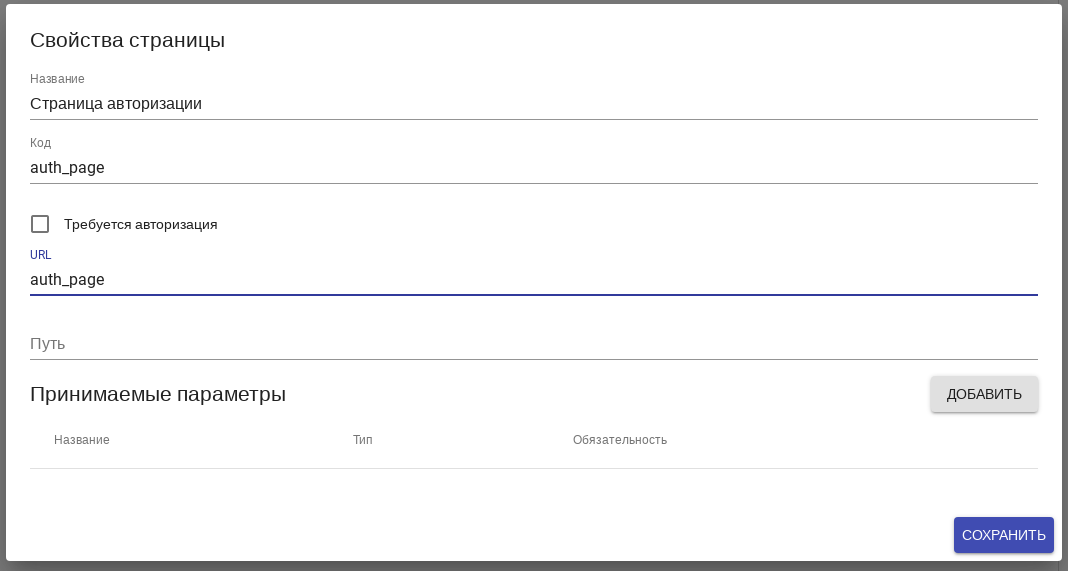 Свойства страницы
Название
Страница авторизации
Код
auth_page
Требуется авторизация
URL
auth_page
Путь
Принимаемые параметры ДОБАВИТЬ
Название Тип Обязательность
СОХРАНИТЬ